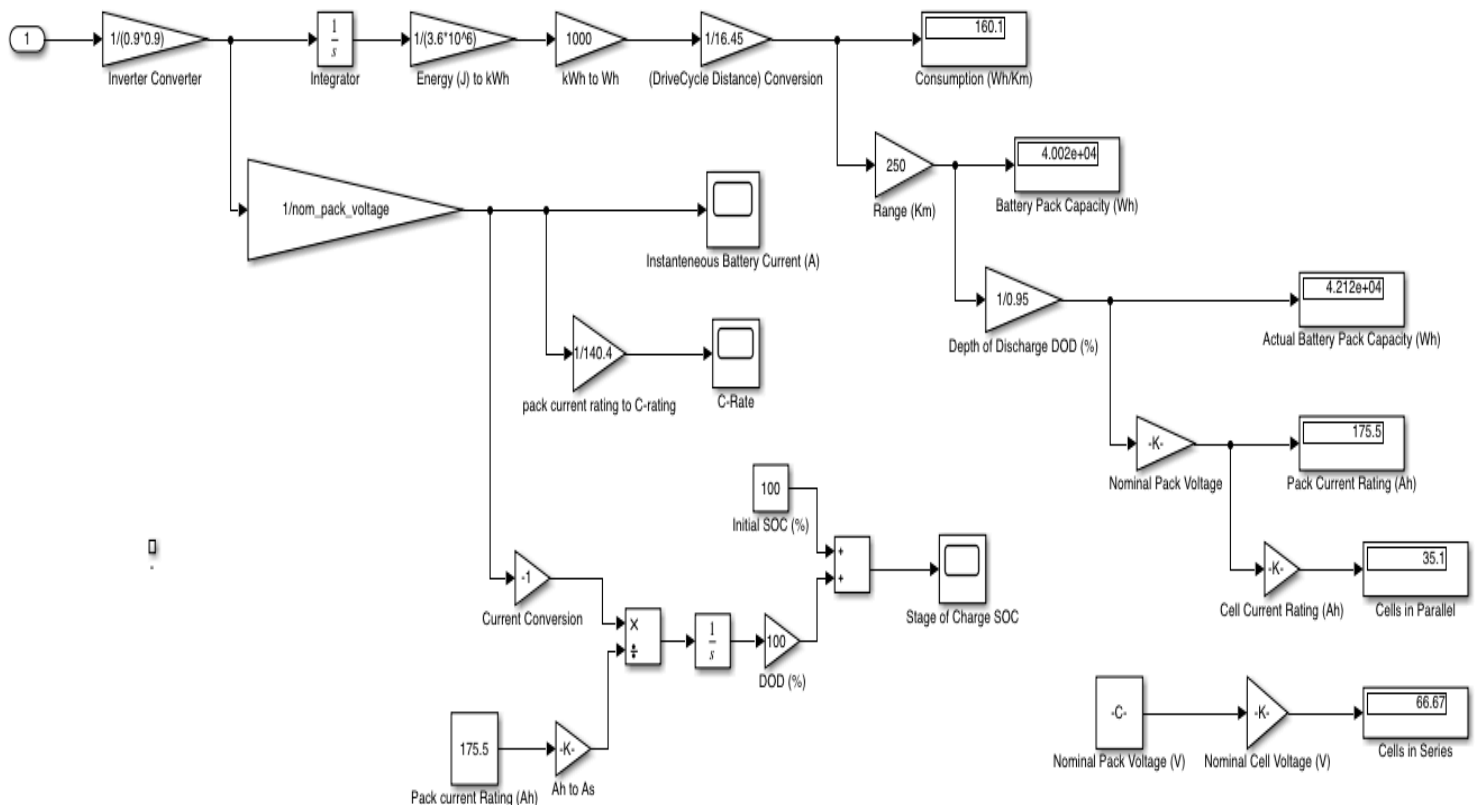 1
1/(0.9*0.9)
Inverter Converter
1
s
Integrator
1/(3.6*10^6)
Energy (J) to kWh
1000
kWh to Wh
1/16.45
(DriveCycle Distance) Conversion
160.1
Consumption (Wh/Km)
250
Range (Km)
4.002e+04
Battery Pack Capacity (Wh)
1/nom_pack_voltage
Instanteneous Battery Current (A)
1/0.95
Depth of Discharge DOD (%)
4.212e+04
Actual Battery Pack Capacity (Wh)
1/140.4
pack current rating to C-rating
C-Rate
-K-
Nominal Pack Voltage
175.5
Pack Current Rating (Ah)
100
Initial SOC (%)
+
+
Stage of Charge SOC
-K-
Cell Current Rating (Ah)
35.1
Cells in Parallel
-1
Current Conversion
×
÷
1
s
100
DOD (%)
175.5
Pack current Rating (Ah)
-K-
Ah to As
-C-
Nominal Pack Voltage (V)
-K-
Nominal Cell Voltage (V)
66.67
Cells in Series